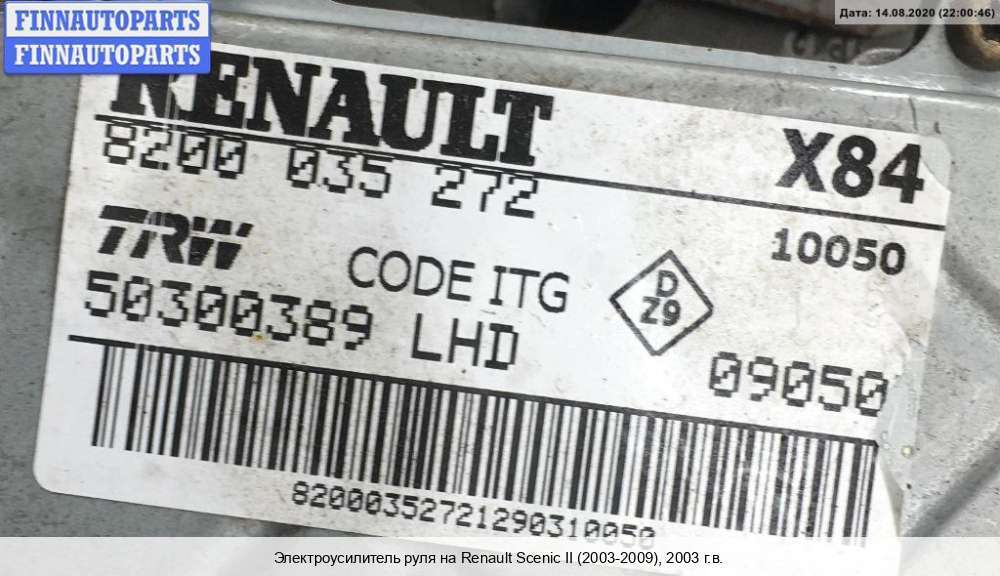 FINNAUTOPARTS
FINNAUTOPARTS
Дата: 14.08.2020 (22:00:46)
RENAULT
X84
8200 035 272
10050
TRW
CODE ITG
D
Z9
50300389 LHD
09050
82000352721290310050
Электроусилитель руля на Renault Scenic II (2003-2009), 2003 г.в.